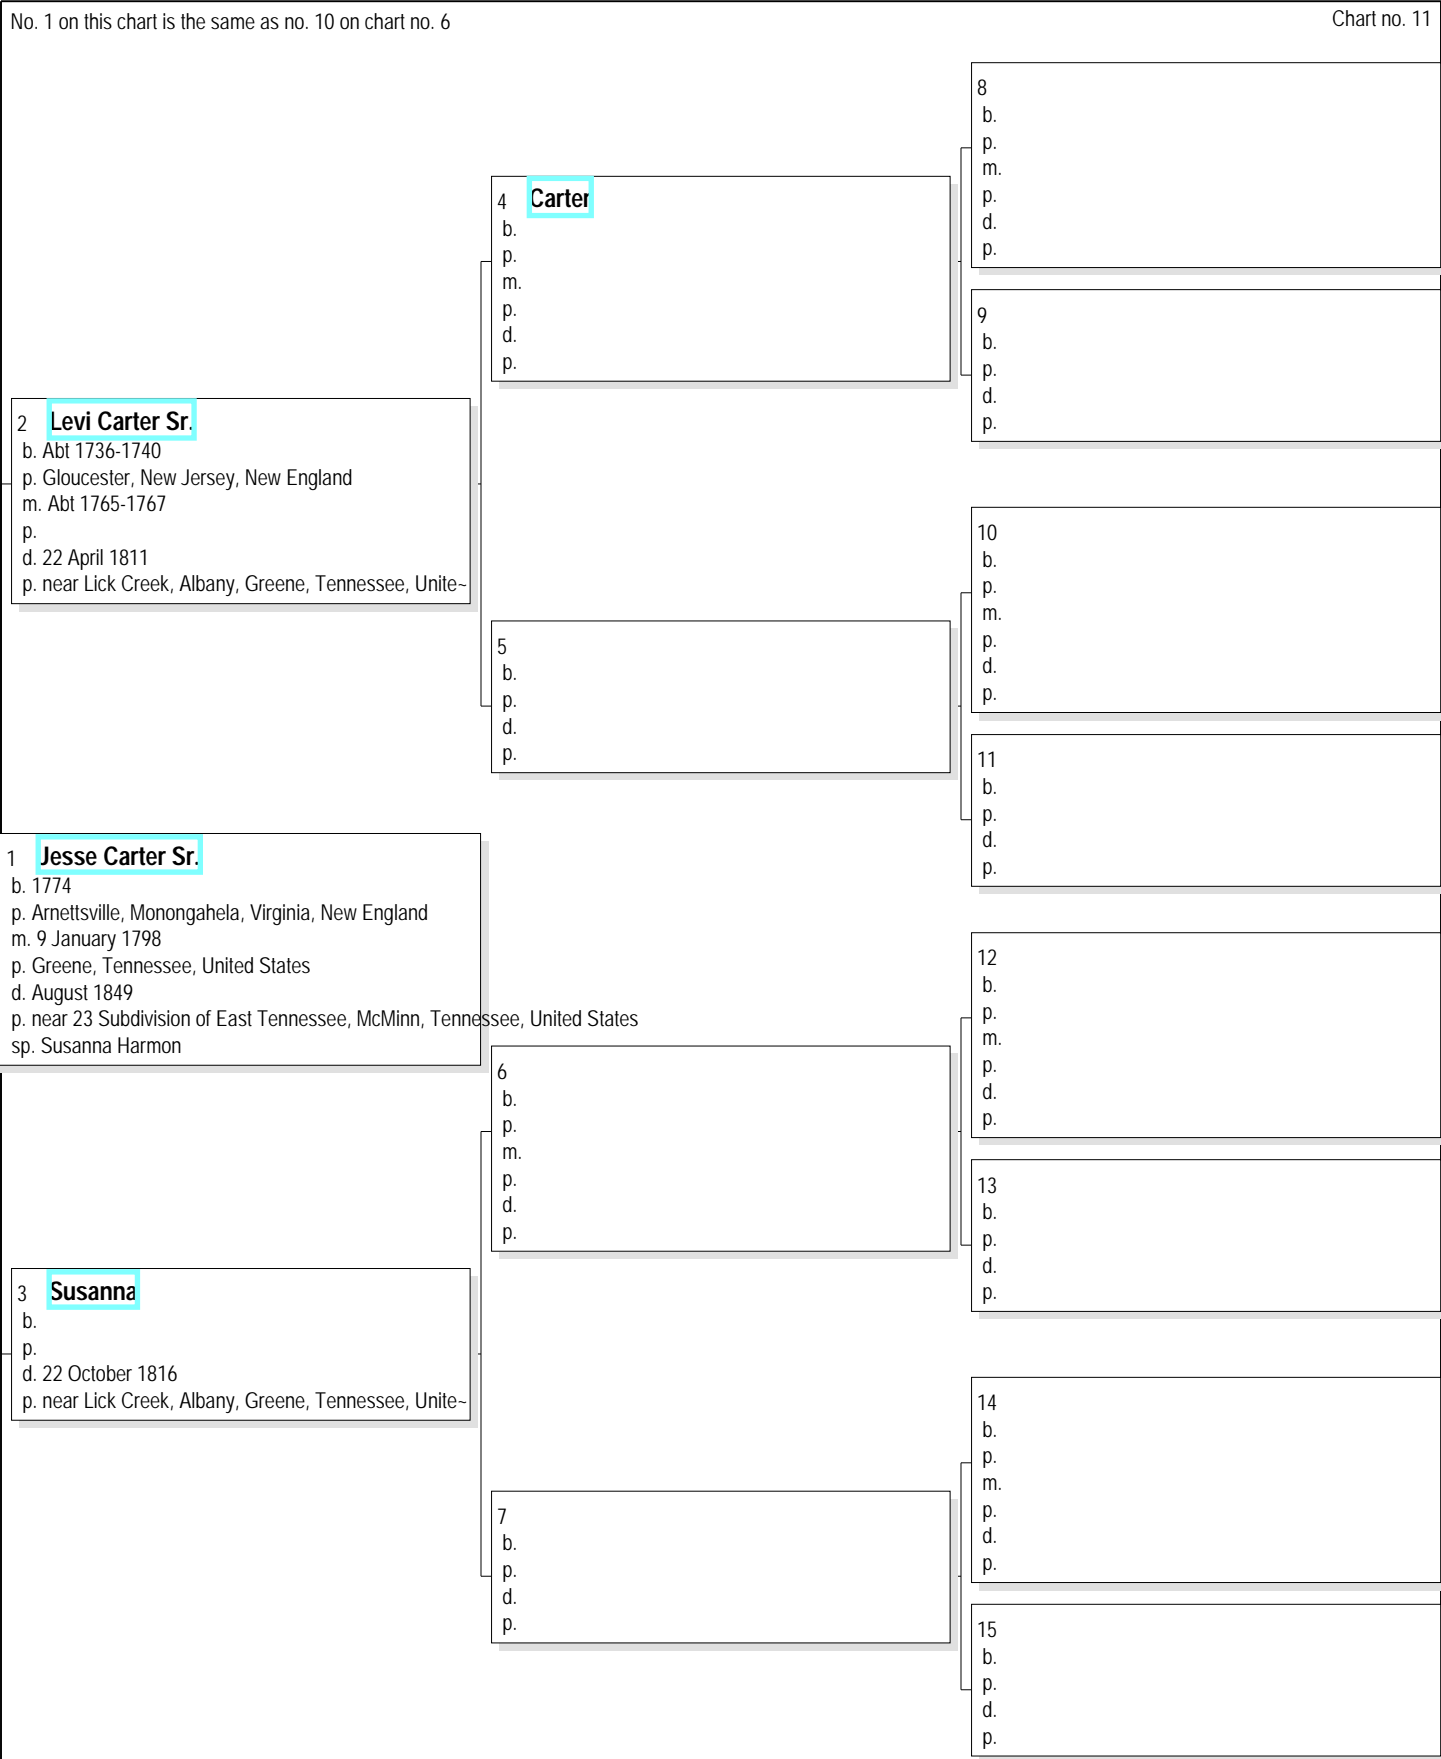 No. 1 on this chart is the same as no. 10 on chart no. 6
Chart no. 11
8
b.
p.
m.
p.
d.
p.
4 Carter
b.
p.
m.
p.
d.
p.
9
b.
p.
d.
p.
2 Levi Carter Sr.
b. Abt 1736-1740
p. Gloucester, New Jersey, New England
m. Abt 1765-1767
p.
d. 22 April 1811
p. near Lick Creek, Albany, Greene, Tennessee, Unite~
10
b.
p.
m.
p.
d.
p.
5
b.
p.
d.
p.
11
b.
p.
d.
p.
1 Jesse Carter Sr.
b. 1774
p. Arnettsville, Monongahela, Virginia, New England
m. 9 January 1798
p. Greene, Tennessee, United States
d. August 1849
p. near 23 Subdivision of East Tennessee, McMinn, Tennessee, United States
sp. Susanna Harmon
12
b.
p.
m.
p.
d.
p.
6
b.
p.
m.
p.
d.
p.
13
b.
p.
d.
p.
3 Susanna
b.
p.
d. 22 October 1816
p. near Lick Creek, Albany, Greene, Tennessee, Unite~
14
b.
p.
m.
p.
d.
p.
7
b.
p.
d.
p.
15
b.
p.
d.
p.